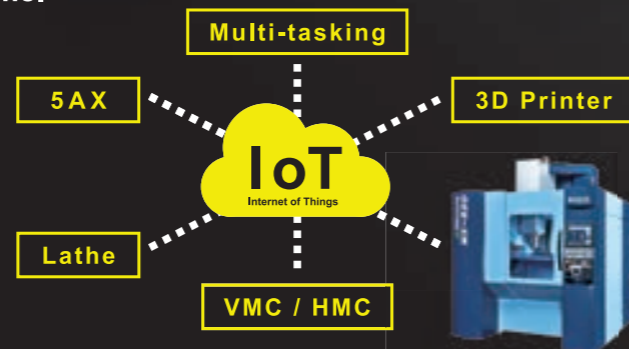 Multi-tasking
5AX
3D Printer
IoT
Internet of Things
Lathe
VMC / HMC